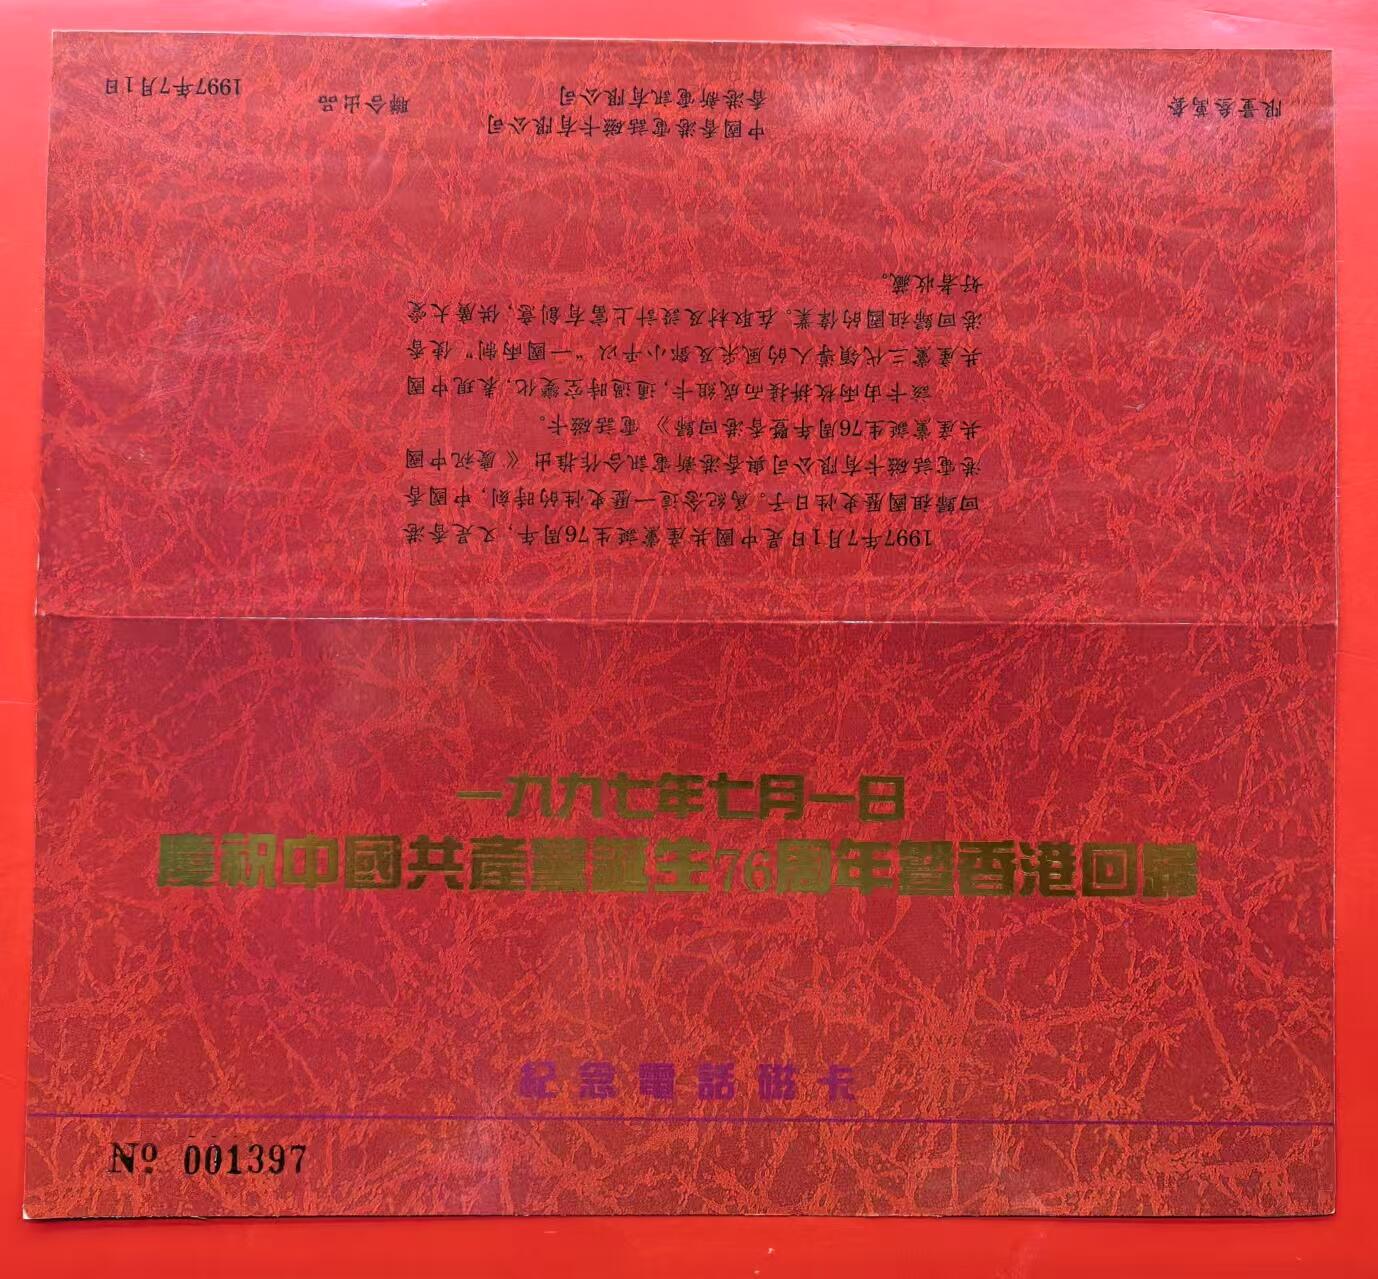 一九九七年七月一日
慶祝中國共產黨誕生76周年暨香港回歸
紀念電話磁卡
Nº 001397
1997年7月1日是中國共產黨誕生76周年，又是香港
回歸祖國歷史性日子。爲紀念這一歷史性的時刻，中國香
港電話磁卡有限公司與香港新電訊合作推出《慶祝中國
共產黨誕生76周年暨香港回歸》電話磁卡。
該卡由兩枚拼接而成組卡，通過時空變化，表現中國
共產黨三代領導人的風采及鄧小平以“一國兩制”使香
港回歸祖國的偉業。在取材及設計上富有創意，供廣大愛
好者收藏。
限量叁萬套
中國香港電話磁卡有限公司
香港新電訊有限公司
聯合出品
1997年7月1日